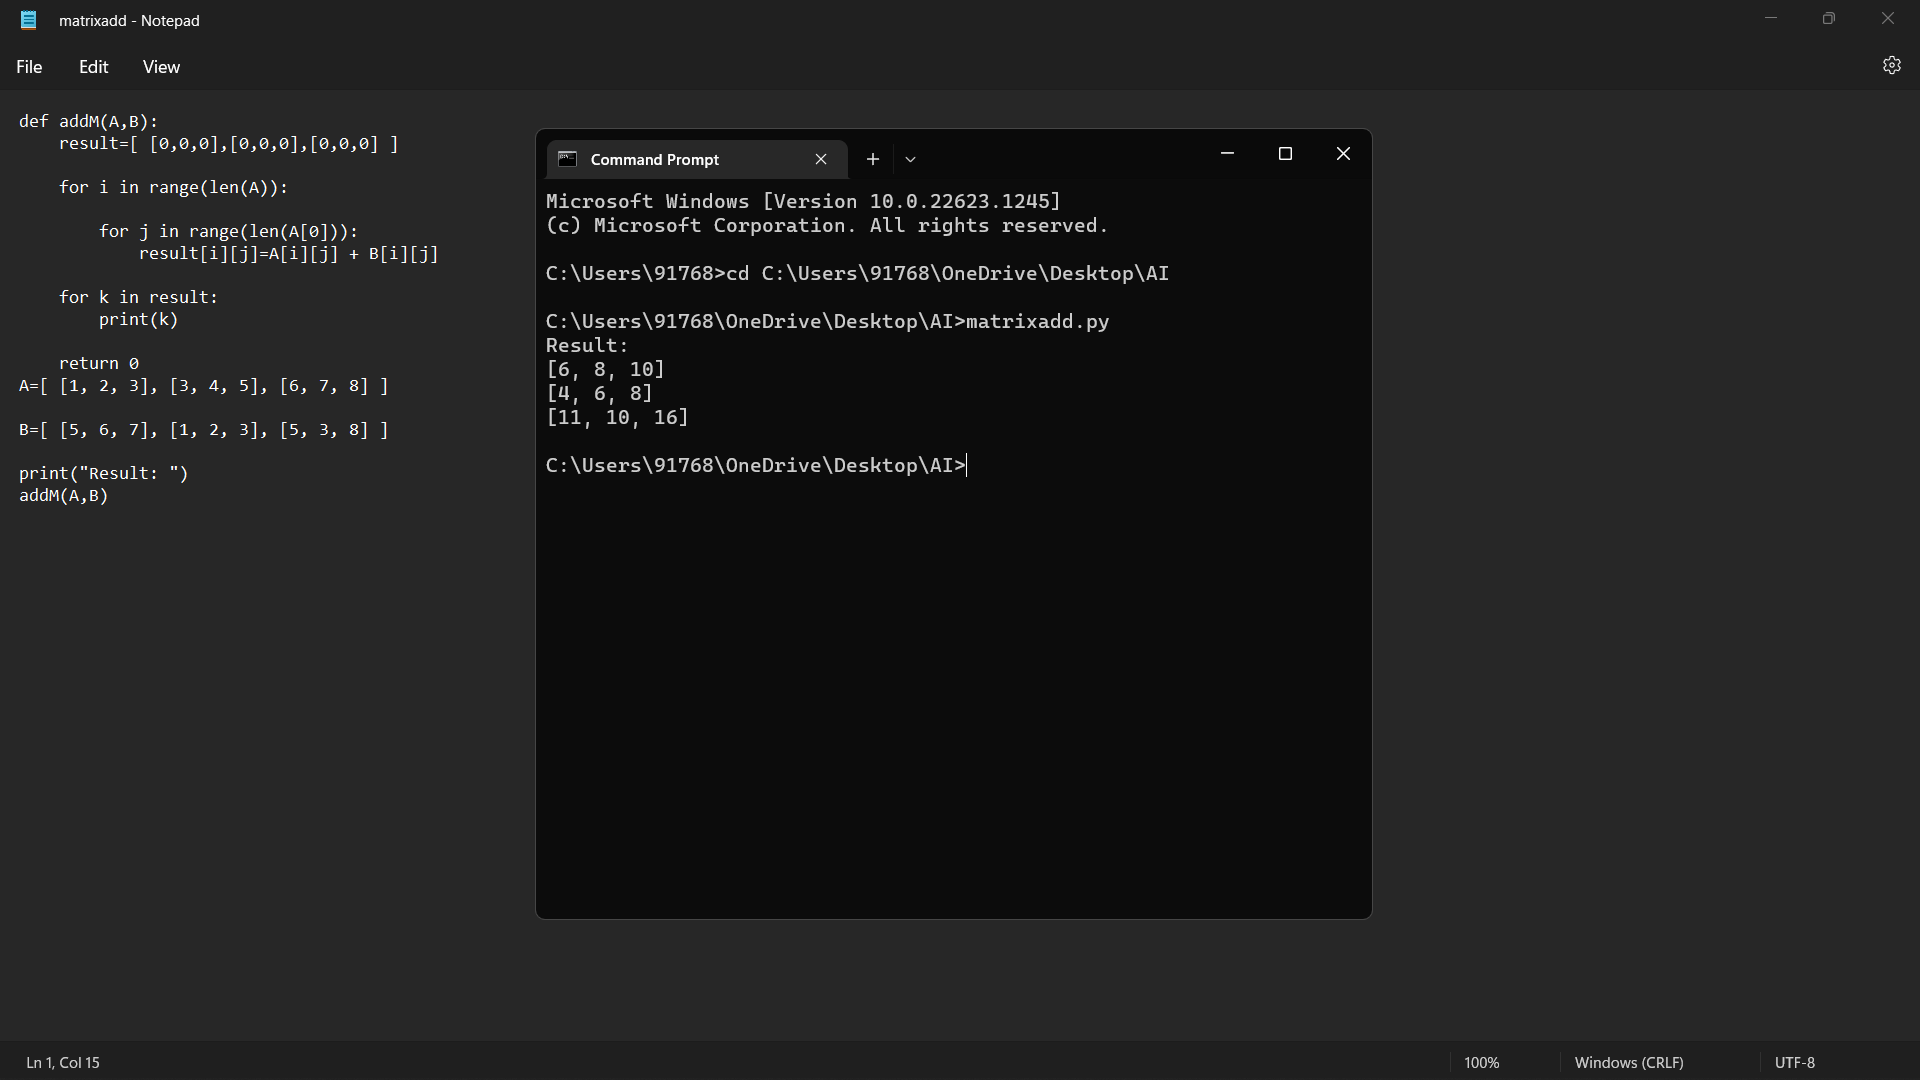 matrixadd - Notepad
File Edit View
def addM(A,B):
    result=[ [0,0,0],[0,0,0],[0,0,0] ]
    for i in range(len(A)):
        for j in range(len(A[0])):
            result[i][j]=A[i][j] + B[i][j]
    for k in result:
        print(k)
    return 0
A=[ [1, 2, 3], [3, 4, 5], [6, 7, 8] ]
B=[ [5, 6, 7], [1, 2, 3], [5, 3, 8] ]
print("Result: ")
addM(A,B)
Command Prompt
Microsoft Windows [Version 10.0.22623.1245]
(c) Microsoft Corporation. All rights reserved.
C:\Users\91768>cd C:\Users\91768\OneDrive\Desktop\AI
C:\Users\91768\OneDrive\Desktop\AI>matrixadd.py
Result:
[6, 8, 10]
[4, 6, 8]
[11, 10, 16]
C:\Users\91768\OneDrive\Desktop\AI>
Ln 1, Col 15 100% Windows (CRLF) UTF-8